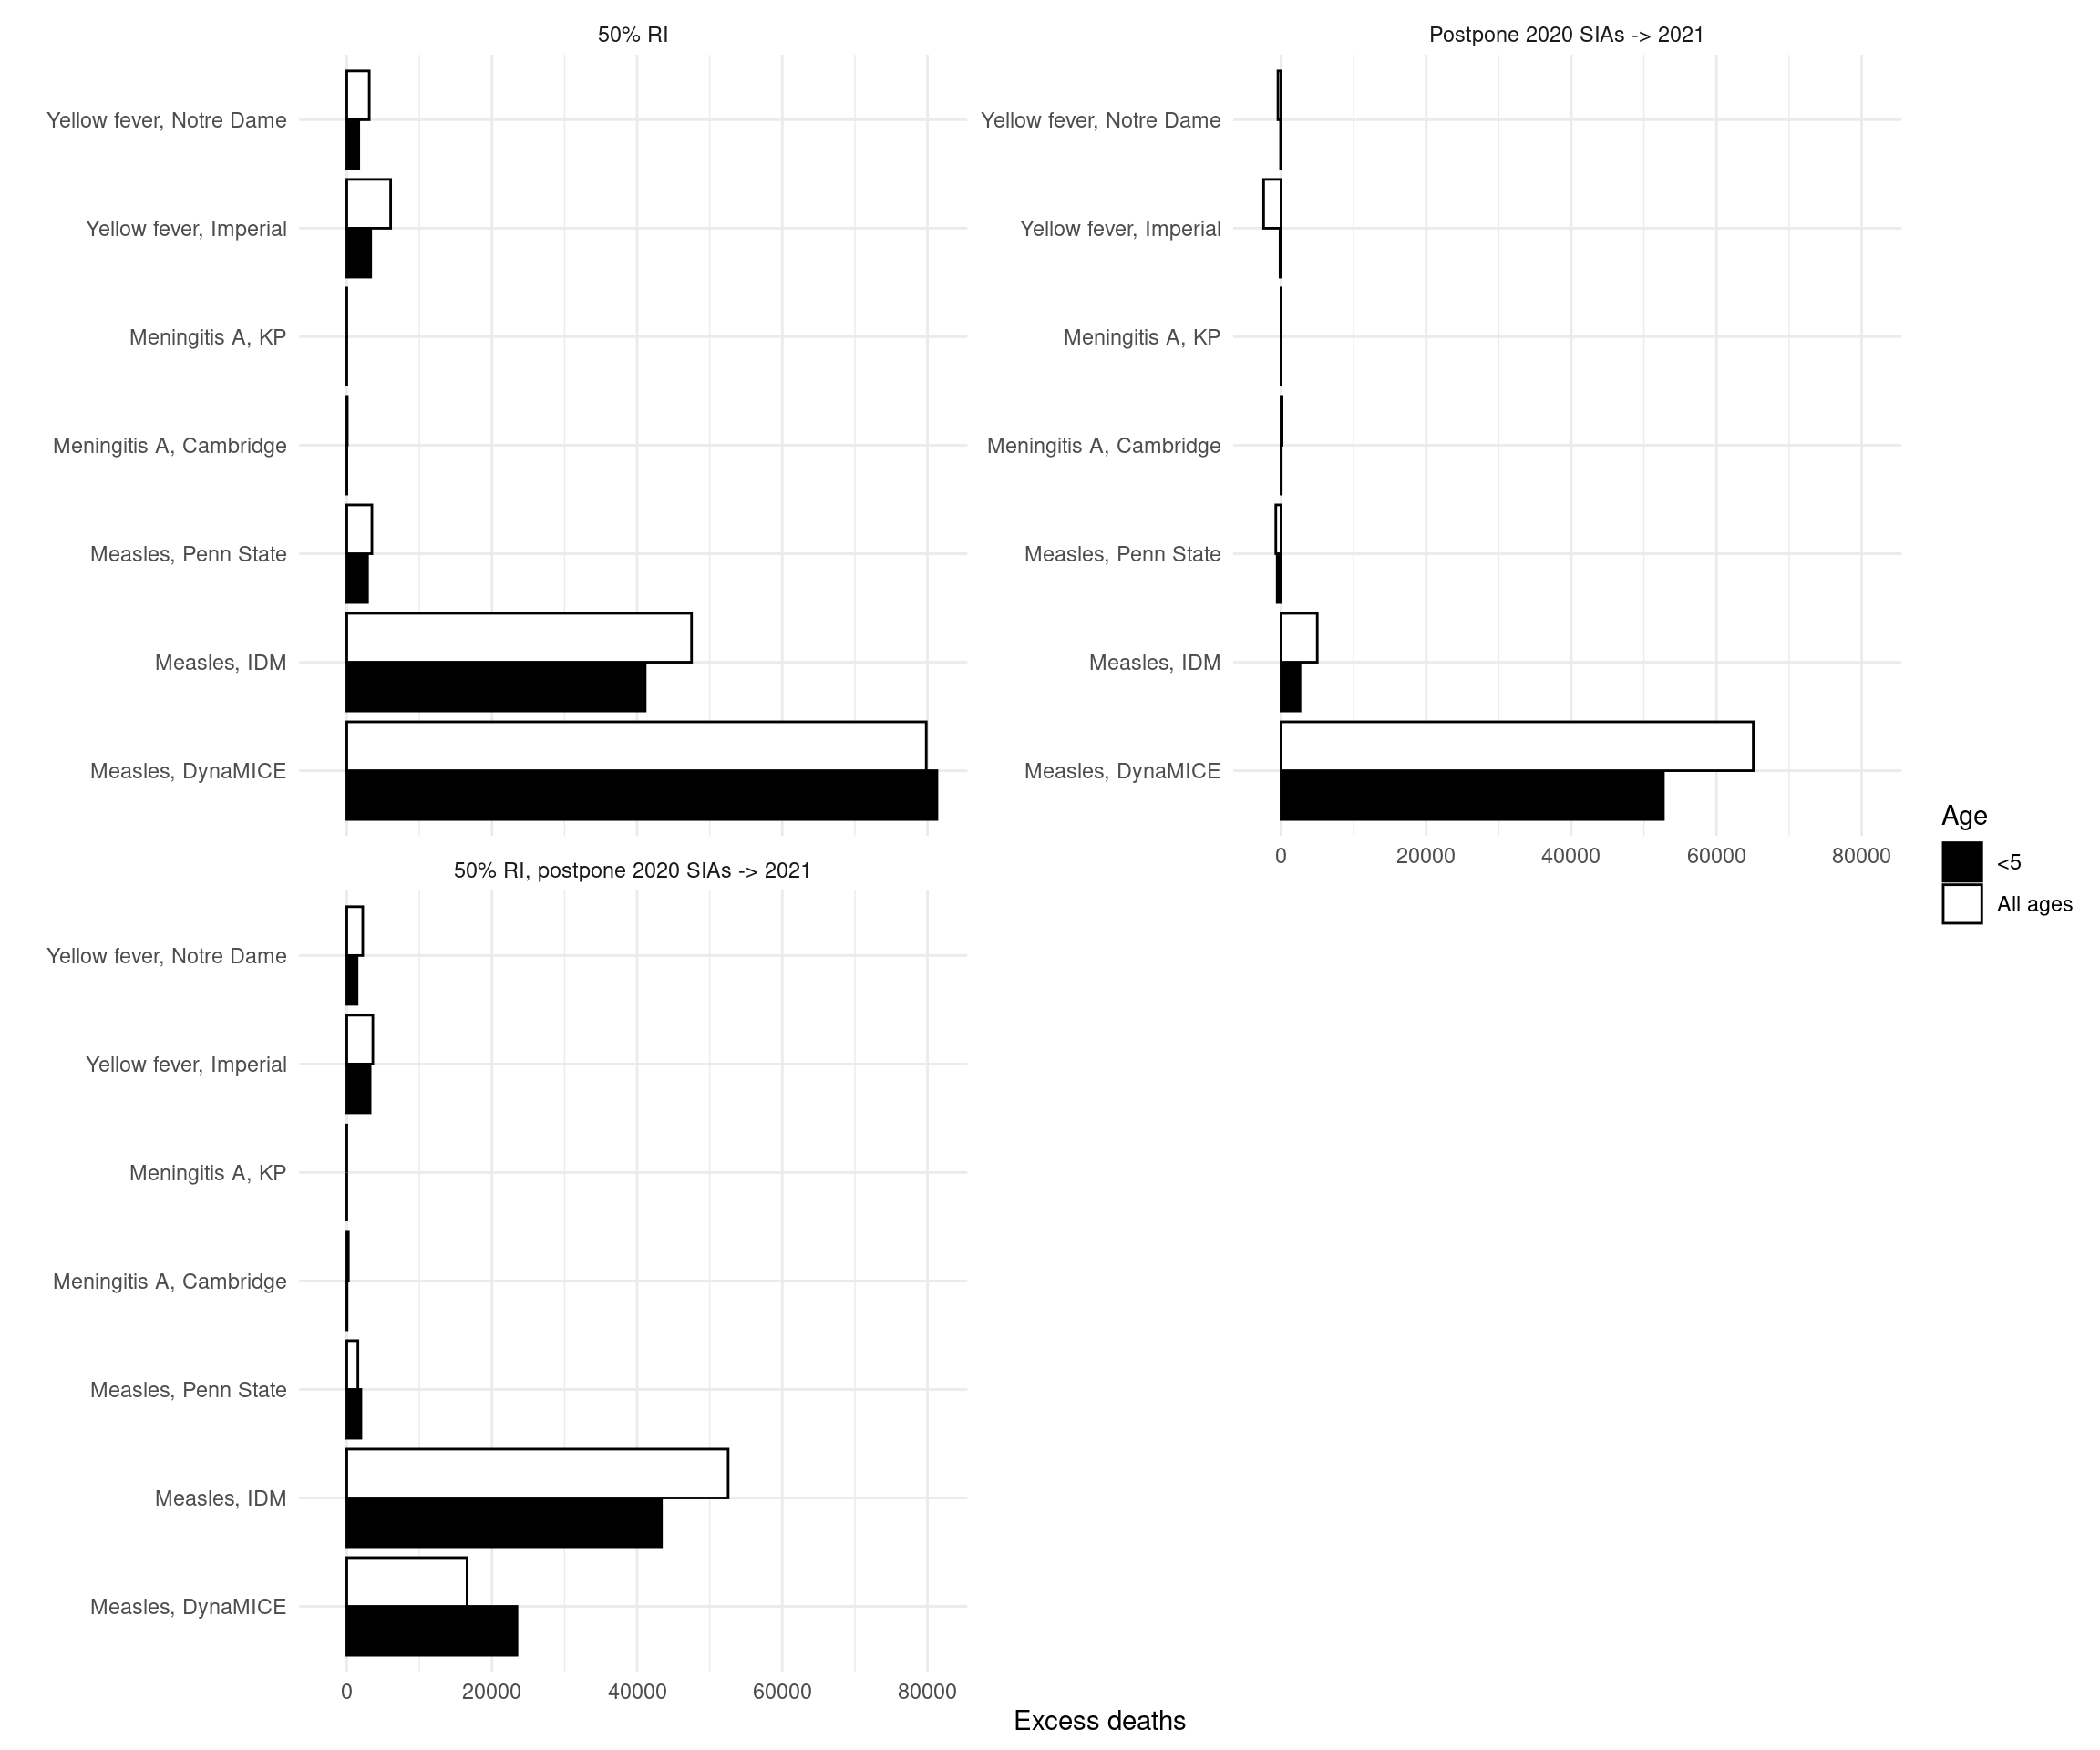 50% RI
Yellow fever, Notre Dame
Yellow fever, Imperial
Meningitis A, KP
Meningitis A, Cambridge
Measles, Penn State
Measles, IDM
Measles, DynaMICE
Postpone 2020 SIAs -> 2021
Yellow fever, Notre Dame
Yellow fever, Imperial
Meningitis A, KP
Meningitis A, Cambridge
Measles, Penn State
Measles, IDM
Measles, DynaMICE
0 20000 40000 60000 80000
Age
<5
All ages
50% RI, postpone 2020 SIAs -> 2021
Yellow fever, Notre Dame
Yellow fever, Imperial
Meningitis A, KP
Meningitis A, Cambridge
Measles, Penn State
Measles, IDM
Measles, DynaMICE
0 20000 40000 60000 80000
Excess deaths